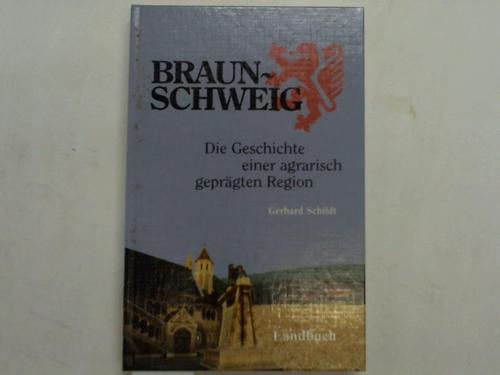 BRAUN~
SCHWEIG
Die Geschichte
einer agrarisch
geprägten Region
Gerhard Schildt
Landbuch